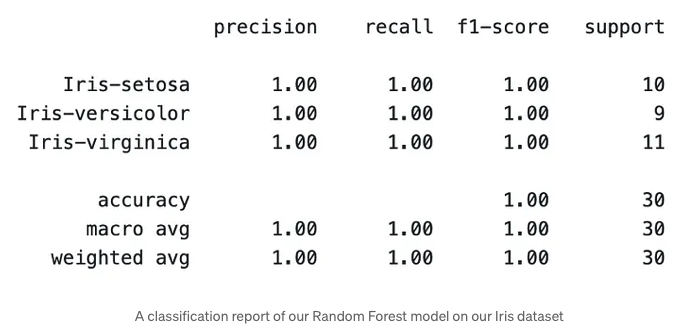 precision recall f1-score support
Iris-setosa 1.00 1.00 1.00 10
Iris-versicolor 1.00 1.00 1.00 9
Iris-virginica 1.00 1.00 1.00 11
accuracy 1.00 30
macro avg 1.00 1.00 1.00 30
weighted avg 1.00 1.00 1.00 30
A classification report of our Random Forest model on our Iris dataset